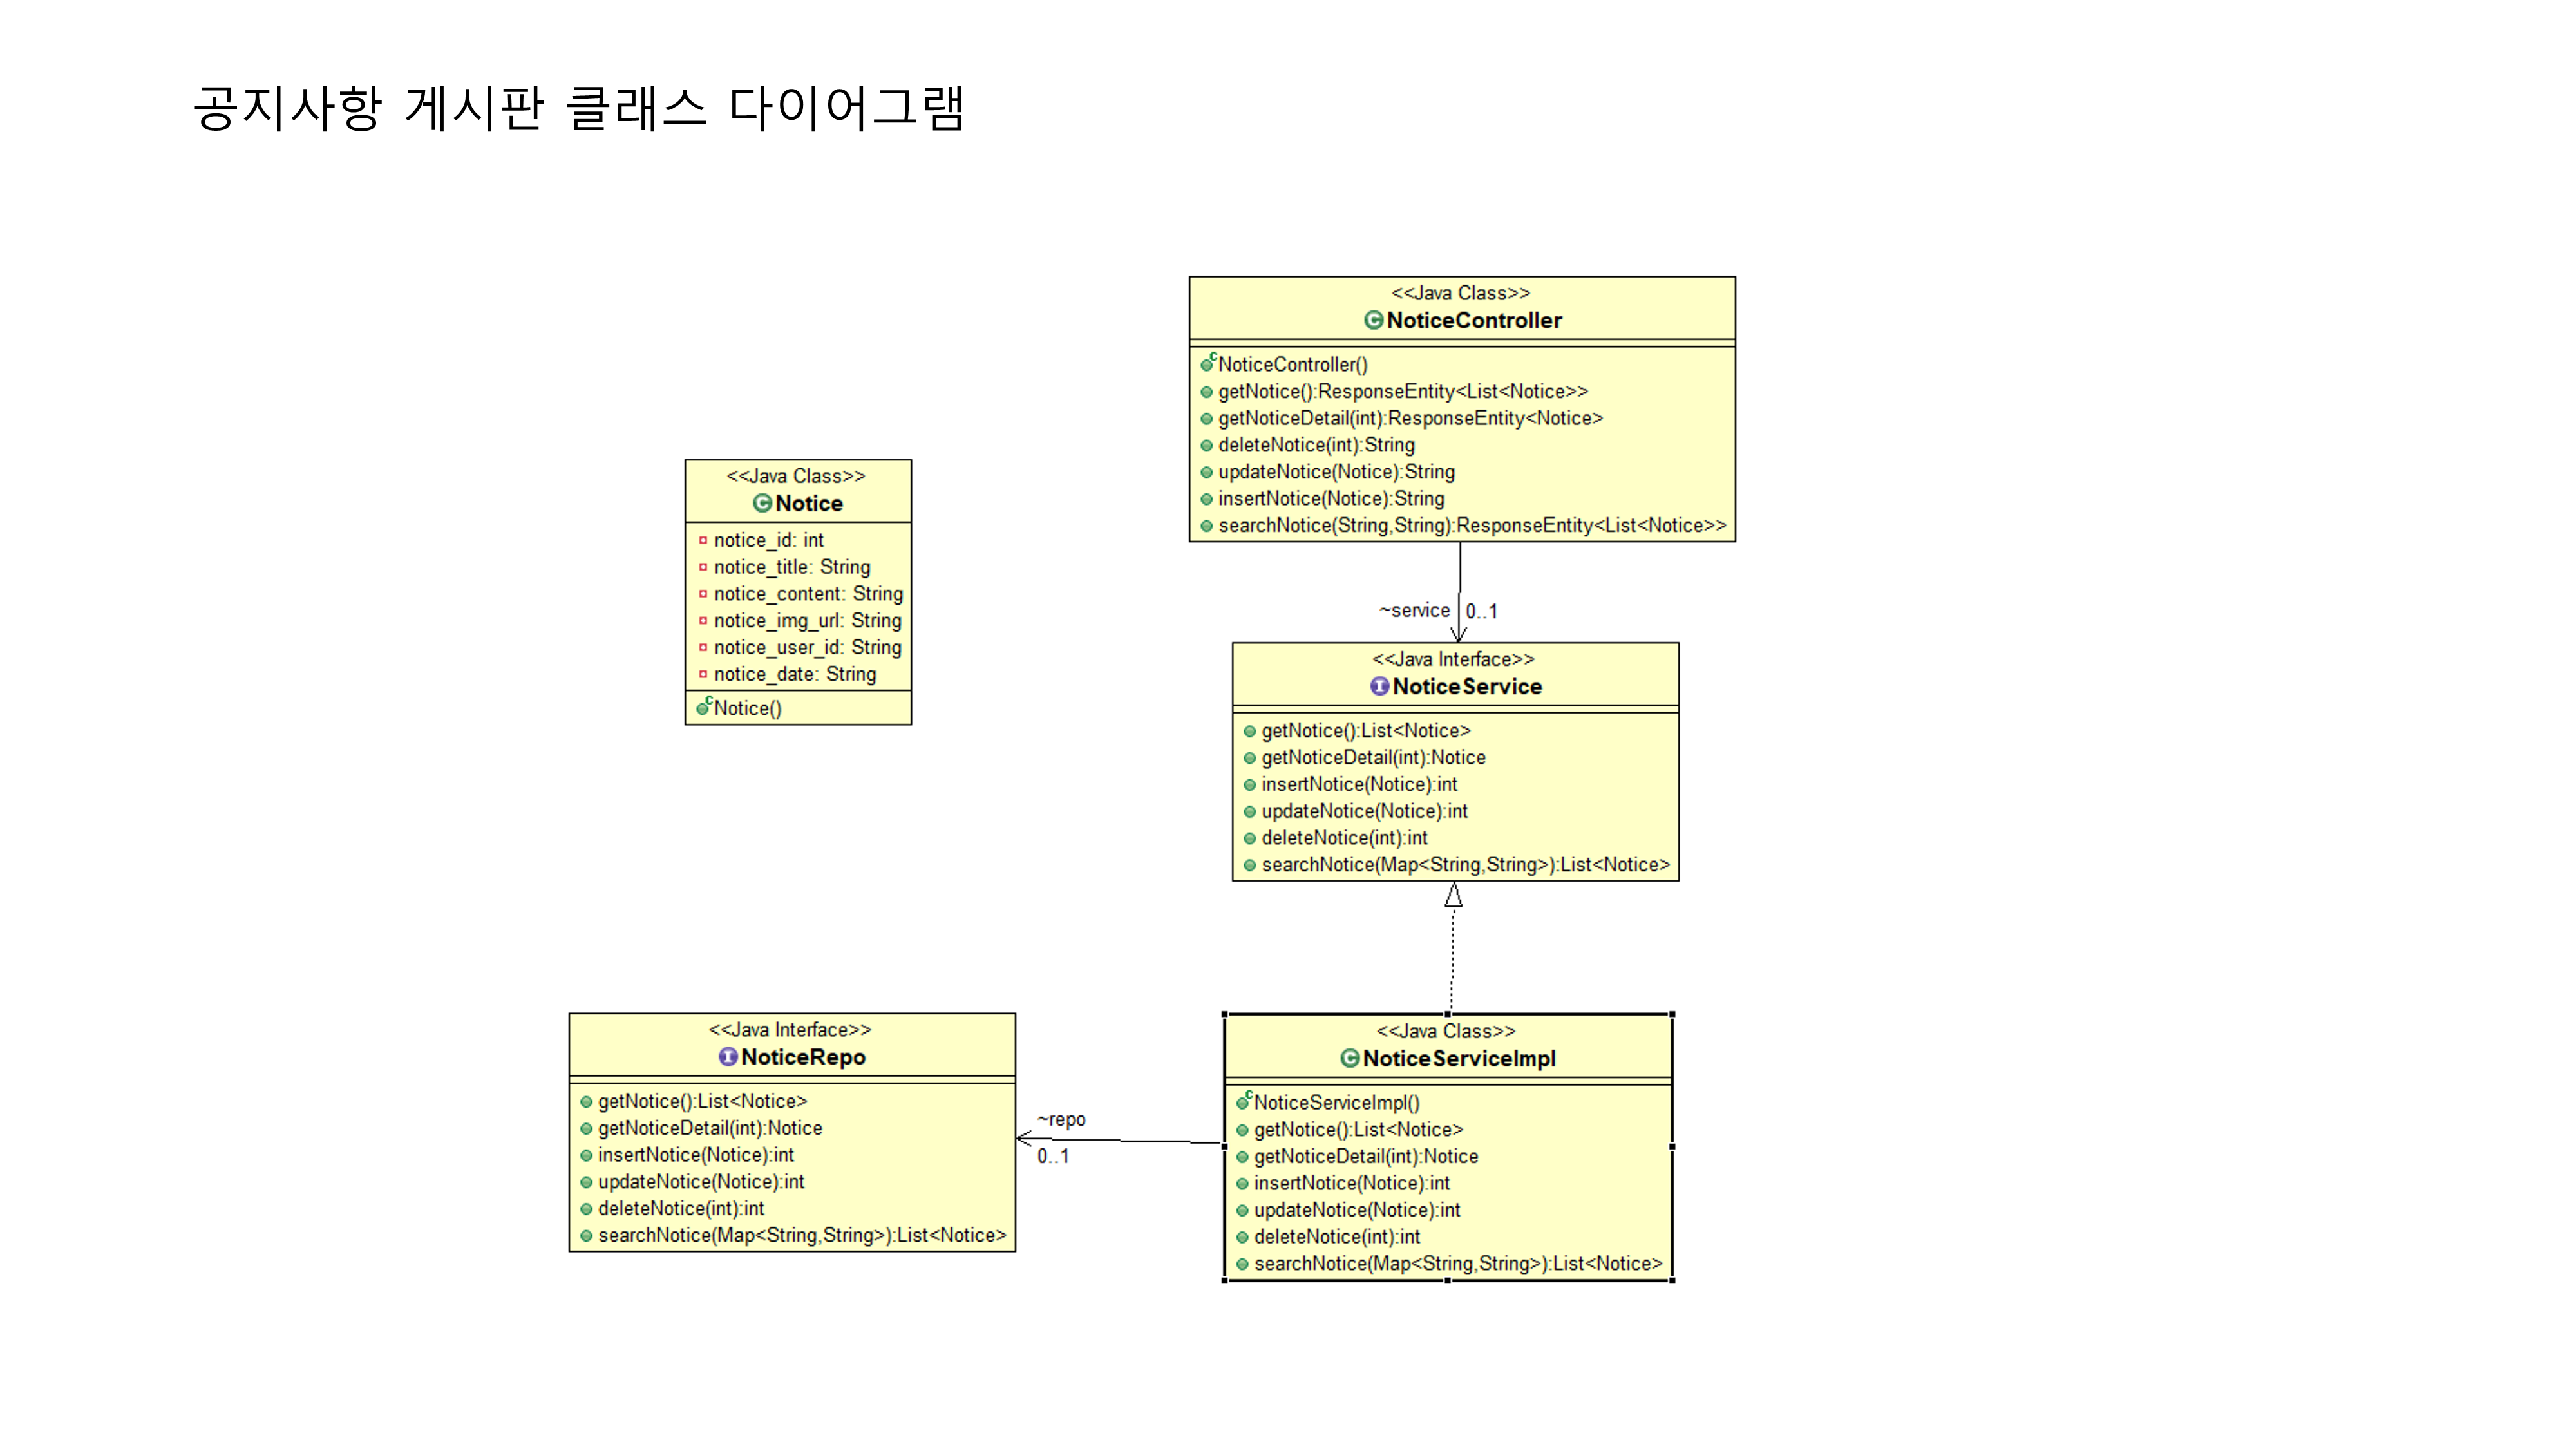 공지사항 게시판 클래스 다이어그램
<<Java Class>>
NoticeController
NoticeController()
getNotice():ResponseEntity<List<Notice>>
getNoticeDetail(int):ResponseEntity<Notice>
deleteNotice(int):String
updateNotice(Notice):String
insertNotice(Notice):String
searchNotice(String,String):ResponseEntity<List<Notice>>
<<Java Class>>
Notice
notice_id: int
notice_title: String
notice_content: String
notice_img_url: String
notice_user_id: String
notice_date: String
Notice()
~service 0..1
<<Java Interface>>
NoticeService
getNotice():List<Notice>
getNoticeDetail(int):Notice
insertNotice(Notice):int
updateNotice(Notice):int
deleteNotice(int):int
searchNotice(Map<String,String>):List<Notice>
<<Java Interface>>
NoticeRepo
getNotice():List<Notice>
getNoticeDetail(int):Notice
insertNotice(Notice):int
updateNotice(Notice):int
deleteNotice(int):int
searchNotice(Map<String,String>):List<Notice>
~repo
0..1
<<Java Class>>
NoticeServiceImpl
NoticeServiceImpl()
getNotice():List<Notice>
getNoticeDetail(int):Notice
insertNotice(Notice):int
updateNotice(Notice):int
deleteNotice(int):int
searchNotice(Map<String,String>):List<Notice>